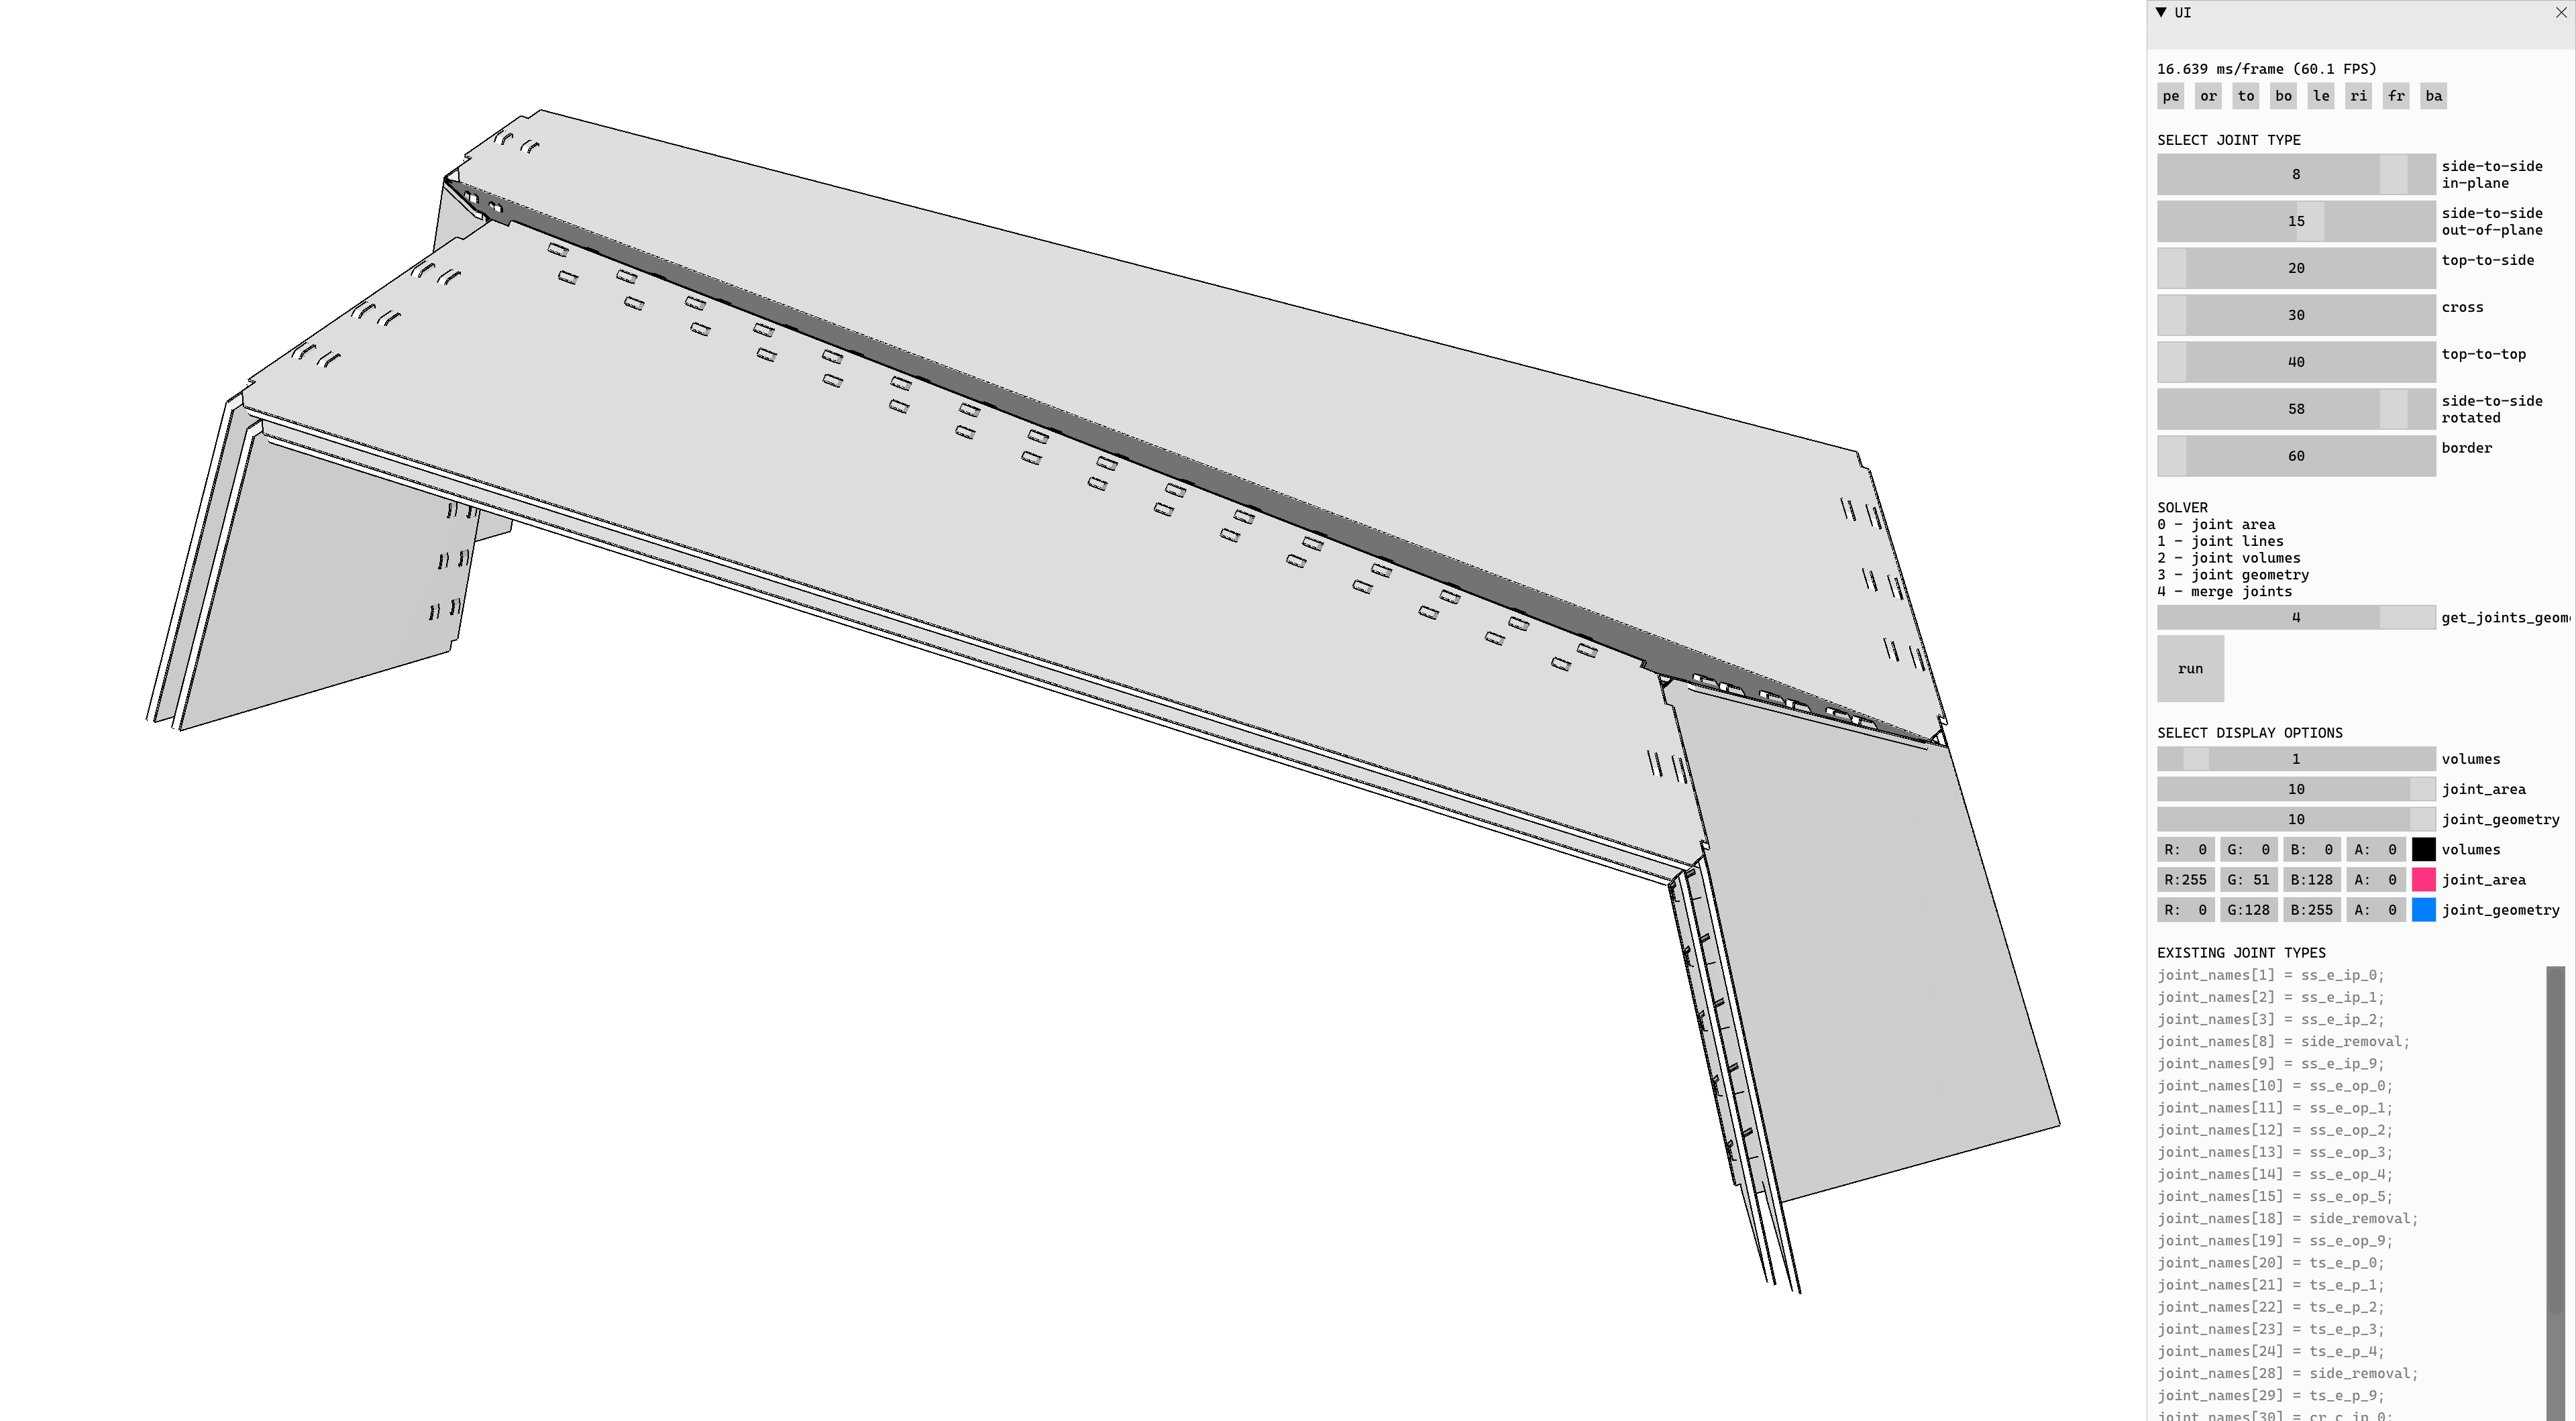 UI
16.639 ms/frame (60.1 FPS)
pe or to bo le ri fr ba
SELECT JOINT TYPE
8 side-to-side
in-plane
15 side-to-side
out-of-plane
20 top-to-side
30 cross
40 top-to-top
58 side-to-side
rotated
60 border
SOLVER
0 - joint area
1 - joint lines
2 - joint volumes
3 - joint geometry
4 - merge joints
4 get_joints_geom
run
SELECT DISPLAY OPTIONS
1 volumes
10 joint_area
10 joint_geometry
R: 0 G: 0 B: 0 A: 0 volumes
R:255 G: 51 B:128 A: 0 joint_area
R: 0 G:128 B:255 A: 0 joint_geometry
EXISTING JOINT TYPES
joint_names[1] = ss_e_ip_0;
joint_names[2] = ss_e_ip_1;
joint_names[3] = ss_e_ip_2;
joint_names[8] = side_removal;
joint_names[9] = ss_e_ip_9;
joint_names[10] = ss_e_op_0;
joint_names[11] = ss_e_op_1;
joint_names[12] = ss_e_op_2;
joint_names[13] = ss_e_op_3;
joint_names[14] = ss_e_op_4;
joint_names[15] = ss_e_op_5;
joint_names[18] = side_removal;
joint_names[19] = ss_e_op_9;
joint_names[20] = ts_e_p_0;
joint_names[21] = ts_e_p_1;
joint_names[22] = ts_e_p_2;
joint_names[23] = ts_e_p_3;
joint_names[24] = ts_e_p_4;
joint_names[28] = side_removal;
joint_names[29] = ts_e_p_9;
joint_names[30] = cr_c_ip_0;